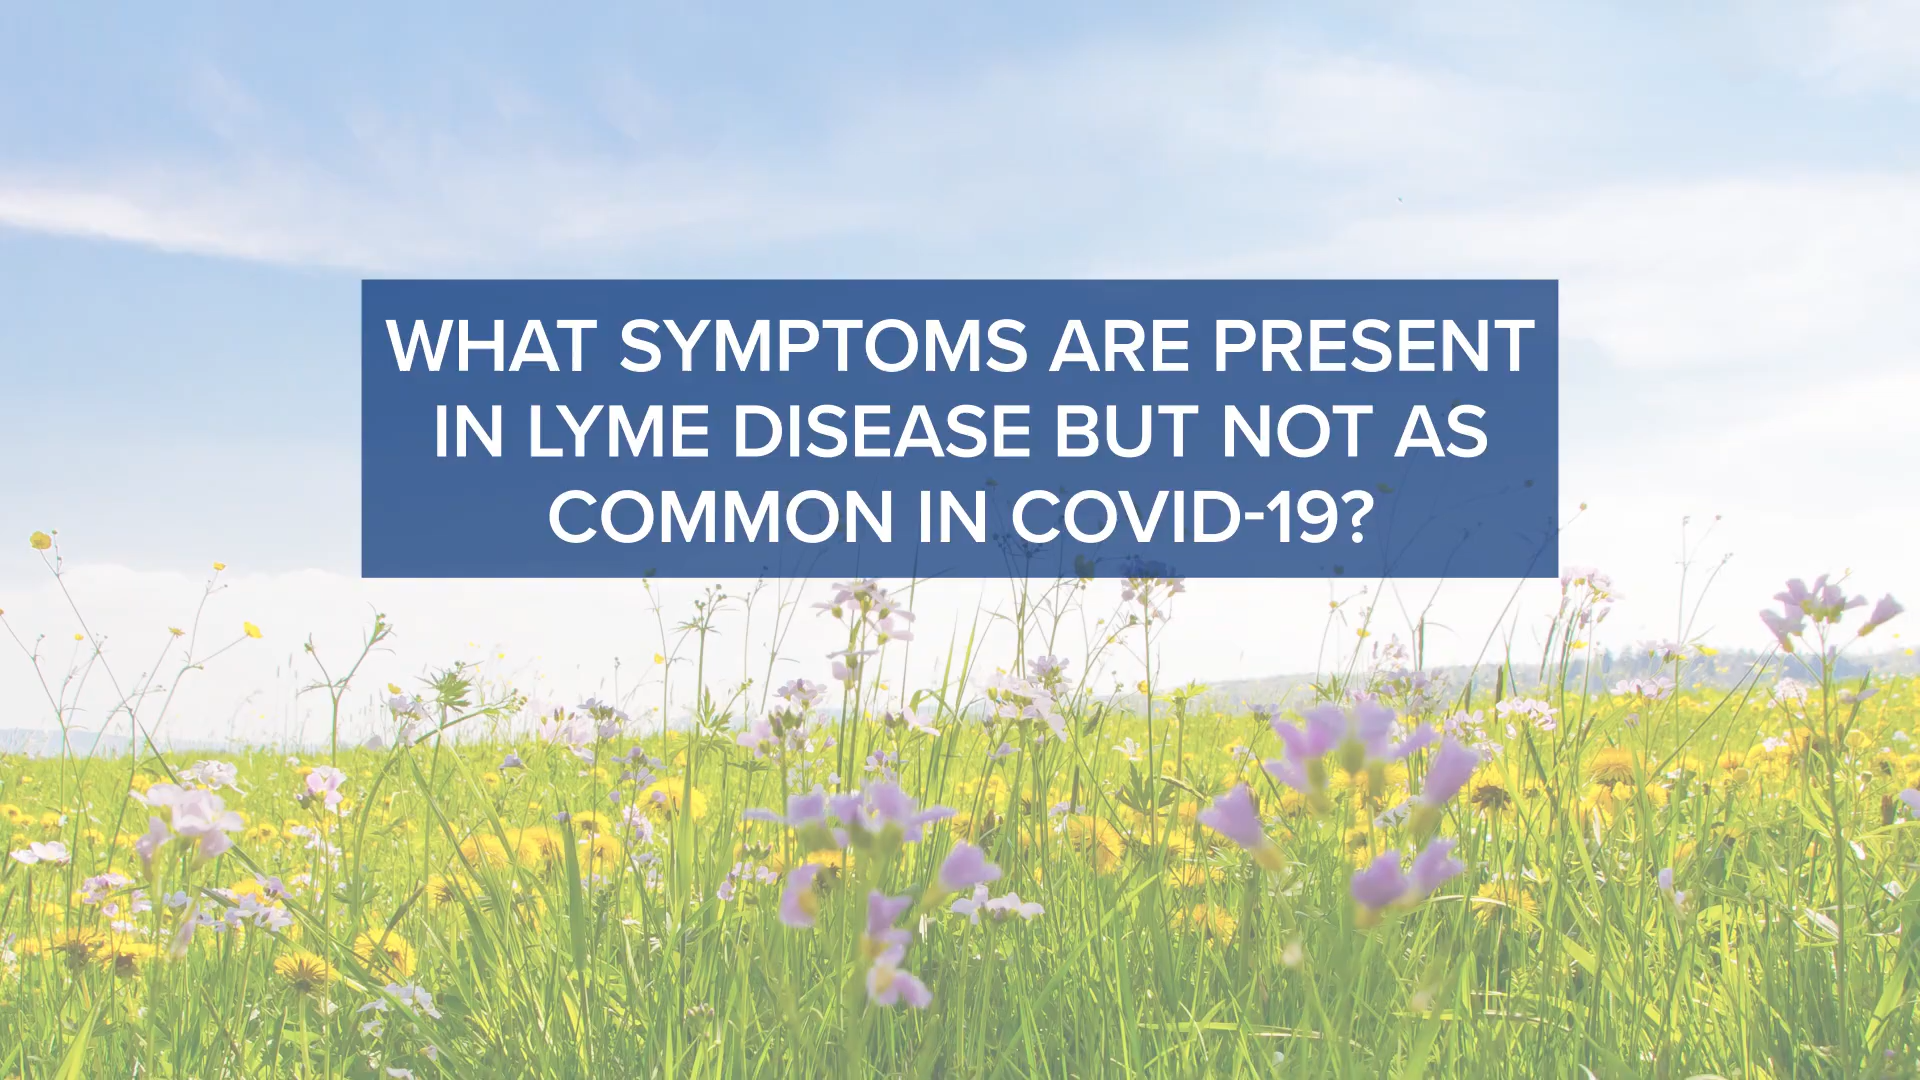 WHAT SYMPTOMS ARE PRESENT
IN LYME DISEASE BUT NOT AS
COMMON IN COVID-19?